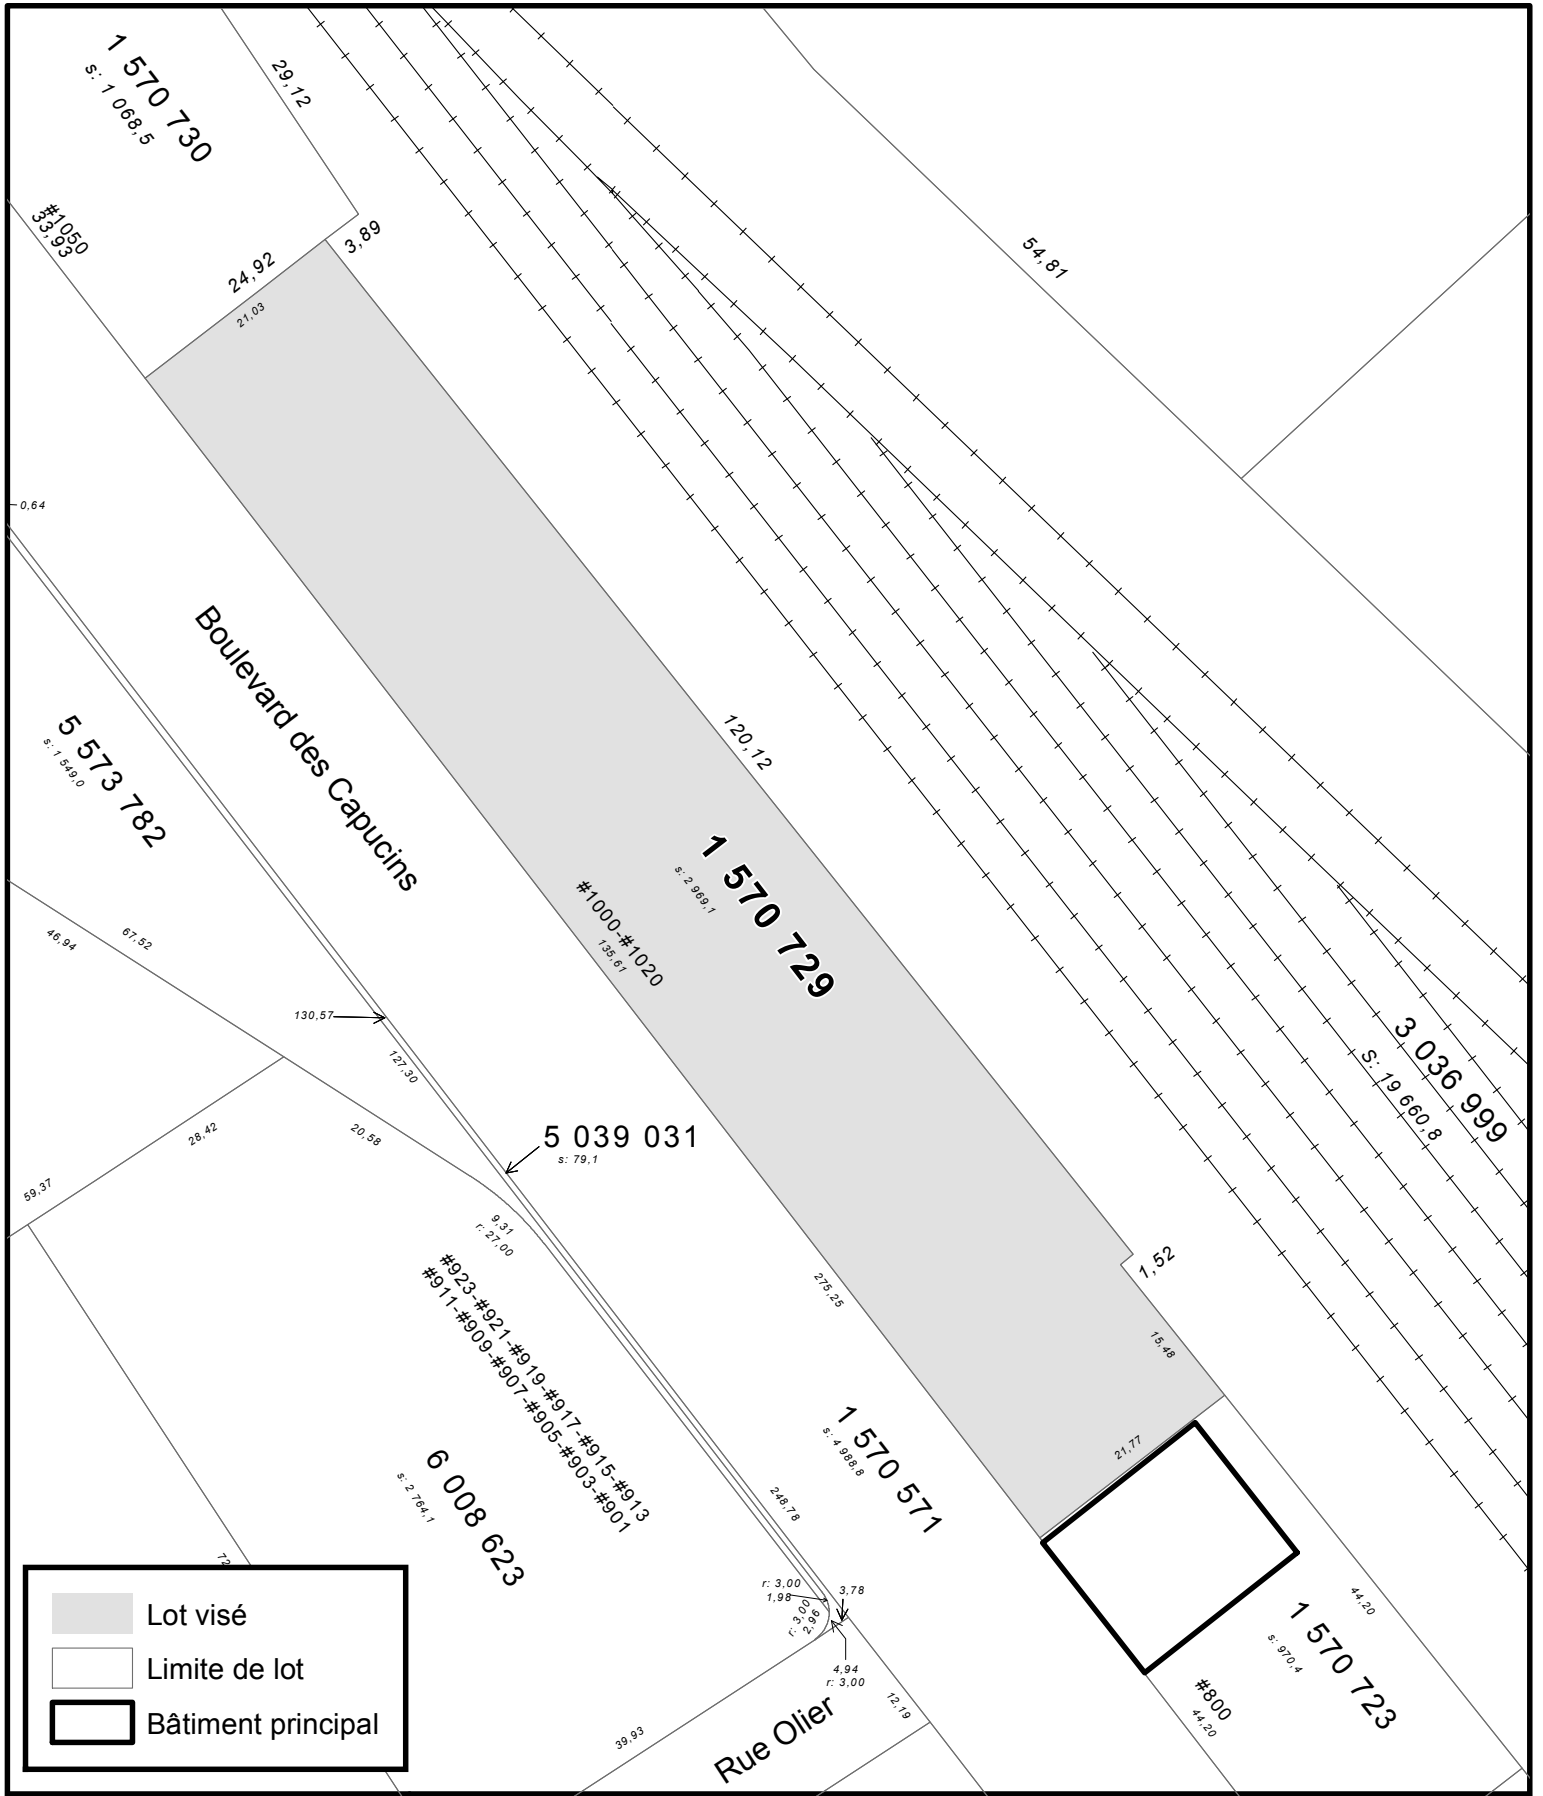 1 570 730
s: 1 068,5
29,12
#1050
33,93
24,92
3,89
21,03
54,81
0,64
Boulevard des Capucins
5 573 782
s: 1 549,0
120,12
1 570 729
s: 2 969,1
#1000-#1020
135,61
46,94
67,52
130,57
127,30
3 036 999
S: 19 660,8
28,42
20,58
5 039 031
s: 79,1
59,37
9,31
r: 27,00
#923-#921-#919-#917-#915-#913
#911-#909-#907-#905-#903-#901
275,25
1,52
15,48
6 008 623
s: 2 764,1
1 570 571
s: 4 988,8
21,77
248,78
72
r: 3,00
1,98
3,78
r: 3,00
2,96
4,94
r: 3,00
12,19
44,20
1 570 723
s: 970,4
#800
44,20
39,93
Rue Olier
Lot visé
Limite de lot
Bâtiment principal